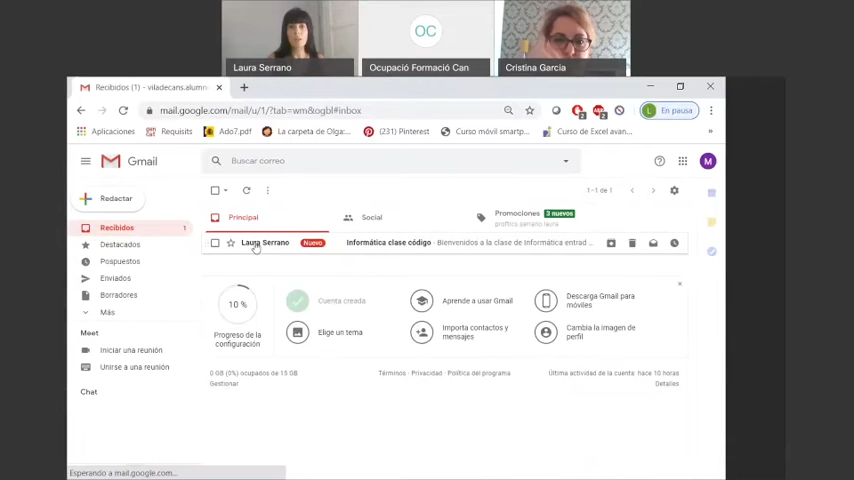 OC
Laura Serrano
Ocupació Formació Can
Cristina Garcia
Recibidos (1) - viladecans.alumn
mail.google.com/mail/u/1/?tab=wm&ogbl#inbox
En pausa
Aplicaciones
Requisits
Ado7.pdf
La carpeta de Olga:...
(231) Pinterest
Curso móvil smartp...
Curso de Excel avan...
»
Gmail
Buscar correo
M
Redactar
1–1 de 1
Recibidos 1
Principal
Social
Promociones 3 nuevos
Destacados
Laura Serrano Nuevo Informática clase código - Bienvenidos a la clase de Informática entrad ...
Pospuestos
Enviados
Borradores
Más
10 %
Progreso de la configuración
Cuenta creada
Aprende a usar Gmail
Descarga Gmail para móviles
Elige un tema
Importa contactos y mensajes
Cambia la imagen de perfil
Meet
Iniciar una reunión
Unirse a una reunión
Chat
0 GB (0%) ocupados de 15 GB
Gestionar
Términos · Privacidad · Política del programa
Última actividad de la cuenta: hace 10 horas
Detalles
Esperando a mail.google.com...